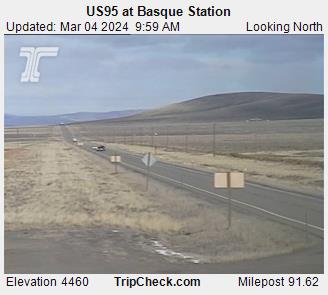 US95 at Basque Station
Updated: Mar 04 2024 9:59 AM Looking North
Elevation 4460 TripCheck.com Milepost 91.62